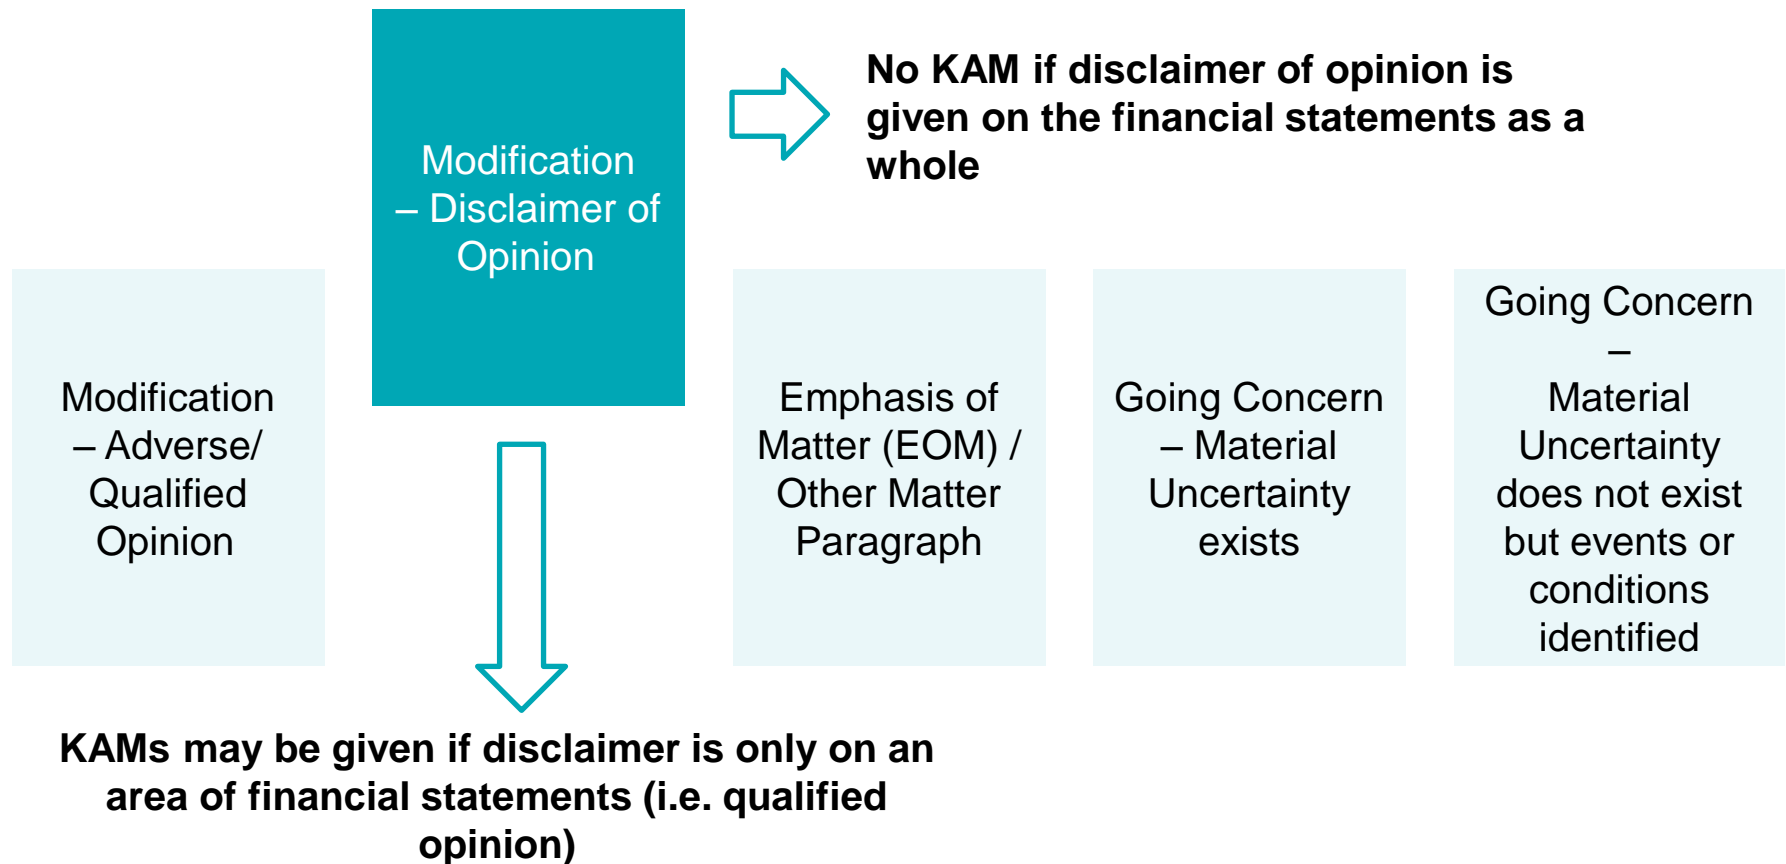 Modification
– Disclaimer of
Opinion
No KAM if disclaimer of opinion is
given on the financial statements as a
whole
Modification
– Adverse/
Qualified
Opinion
Emphasis of
Matter (EOM) /
Other Matter
Paragraph
Going Concern
– Material
Uncertainty
exists
Going Concern
–
Material
Uncertainty
does not exist
but events or
conditions
identified
KAMs may be given if disclaimer is only on an
area of financial statements (i.e. qualified
opinion)